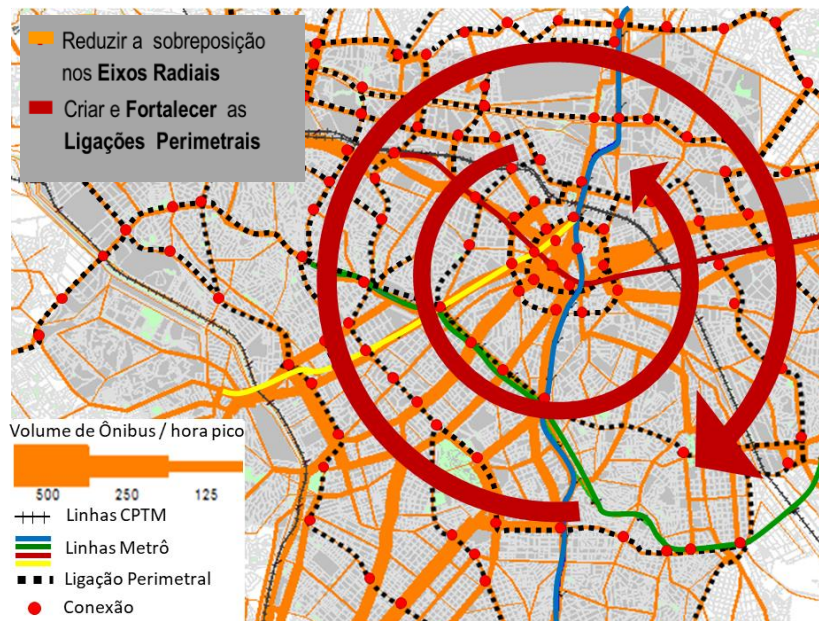 Reduzir a sobreposição
nos Eixos Radiais
Criar e Fortalecer as
Ligações Perimetrais
Volume de Ônibus / hora pico
500 250 125
Linhas CPTM
Linhas Metrô
Ligação Perimetral
Conexão